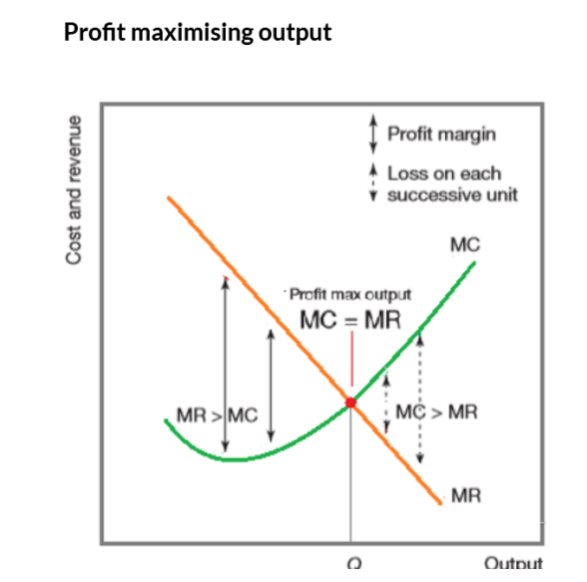 Profit maximising output
Cost and revenue
Profit margin
Loss on each
successive unit
MC
Profit max output
MC = MR
MR > MC
MC > MR
MR
Q
Output